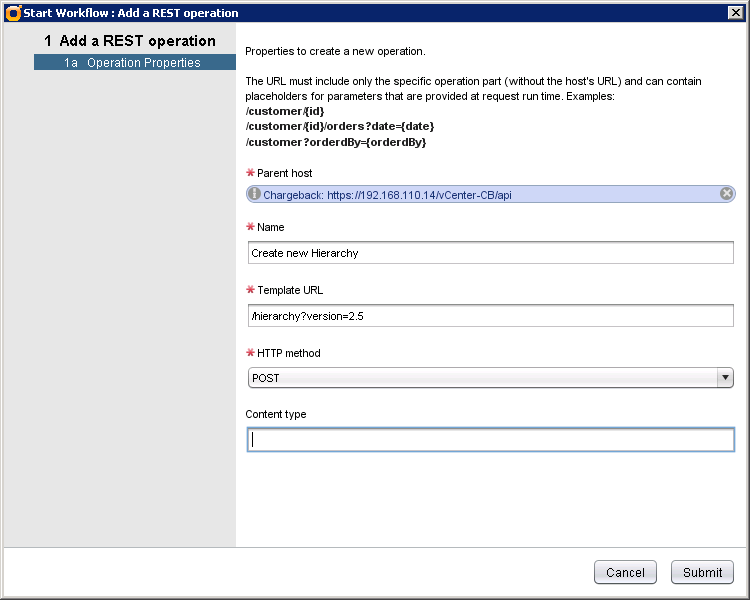 Start Workflow : Add a REST operation
1 Add a REST operation
1a Operation Properties
Properties to create a new operation.
The URL must include only the specific operation part (without the host's URL) and can contain
placeholders for parameters that are provided at request run time. Examples:
/customer/{id}
/customer/{id}/orders?date={date}
/customer?orderdBy={orderdBy}
* Parent host
Chargeback: https://192.168.110.14/vCenter-CB/api
* Name
Create new Hierarchy
* Template URL
/hierarchy?version=2.5
* HTTP method
POST
Content type
Cancel Submit